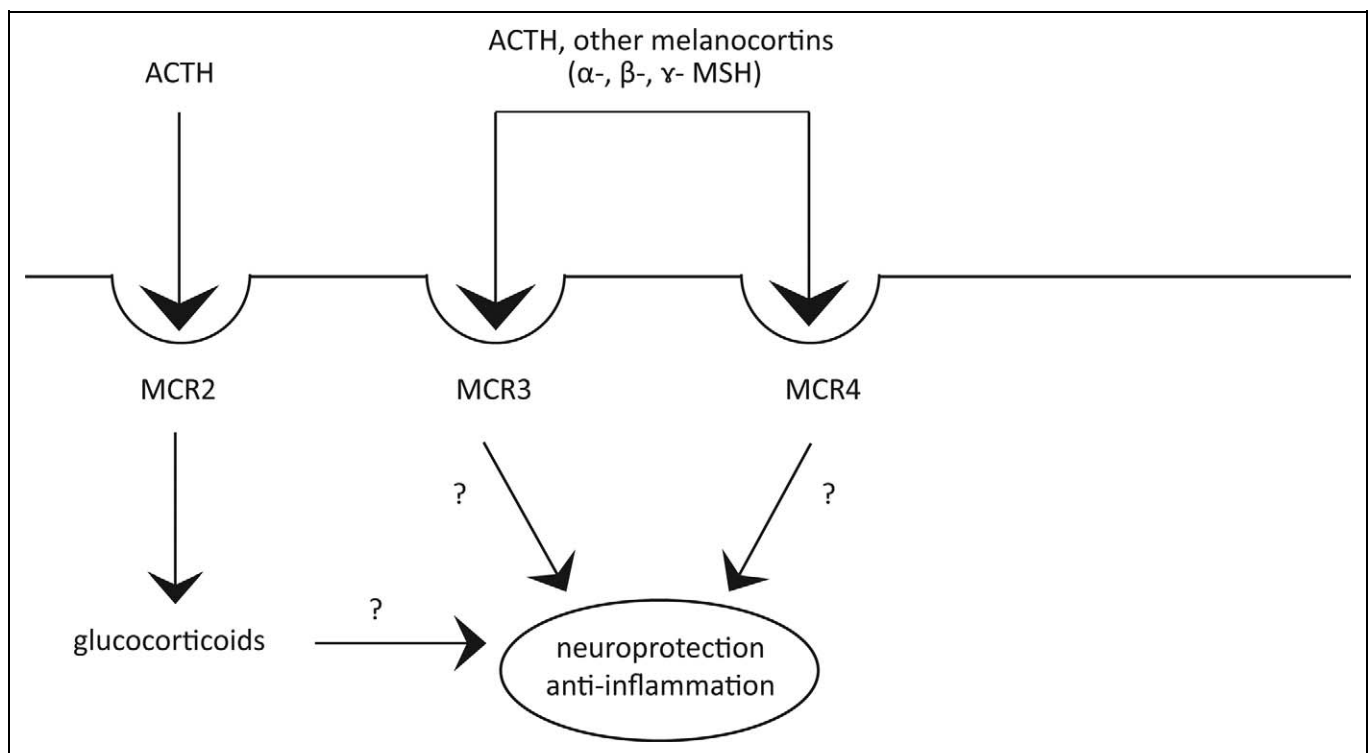 ACTH
ACTH, other melanocortins
(α-, β-, ɤ- MSH)
MCR2
MCR3
MCR4
?
?
?
glucocorticoids
neuroprotection
anti-inflammation